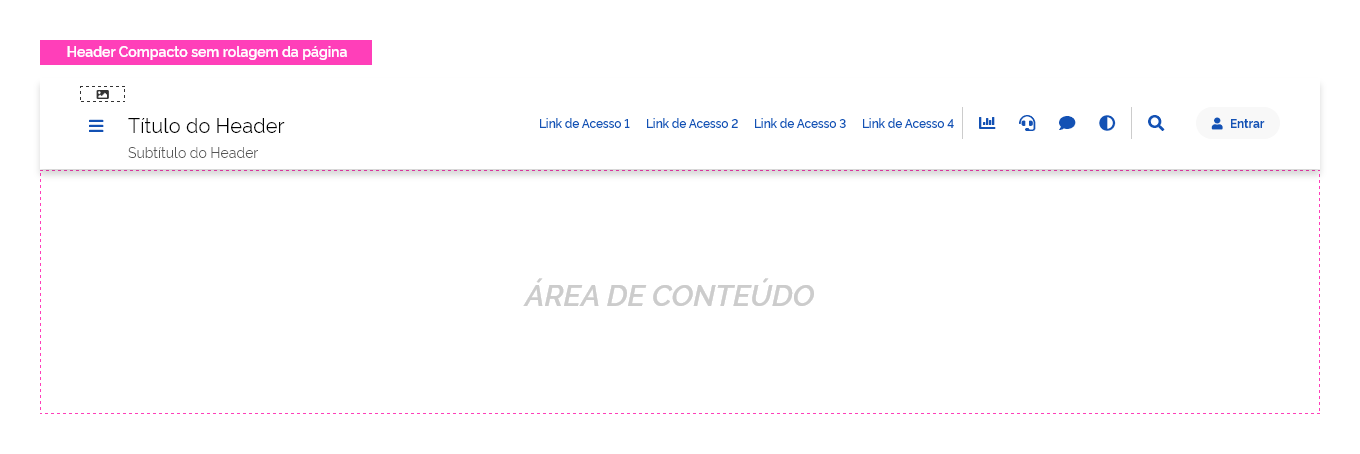 Header Compacto sem rolagem da página
Título do Header
Subtítulo do Header
Link de Acesso 1 Link de Acesso 2 Link de Acesso 3 Link de Acesso 4 Entrar
ÁREA DE CONTEÚDO